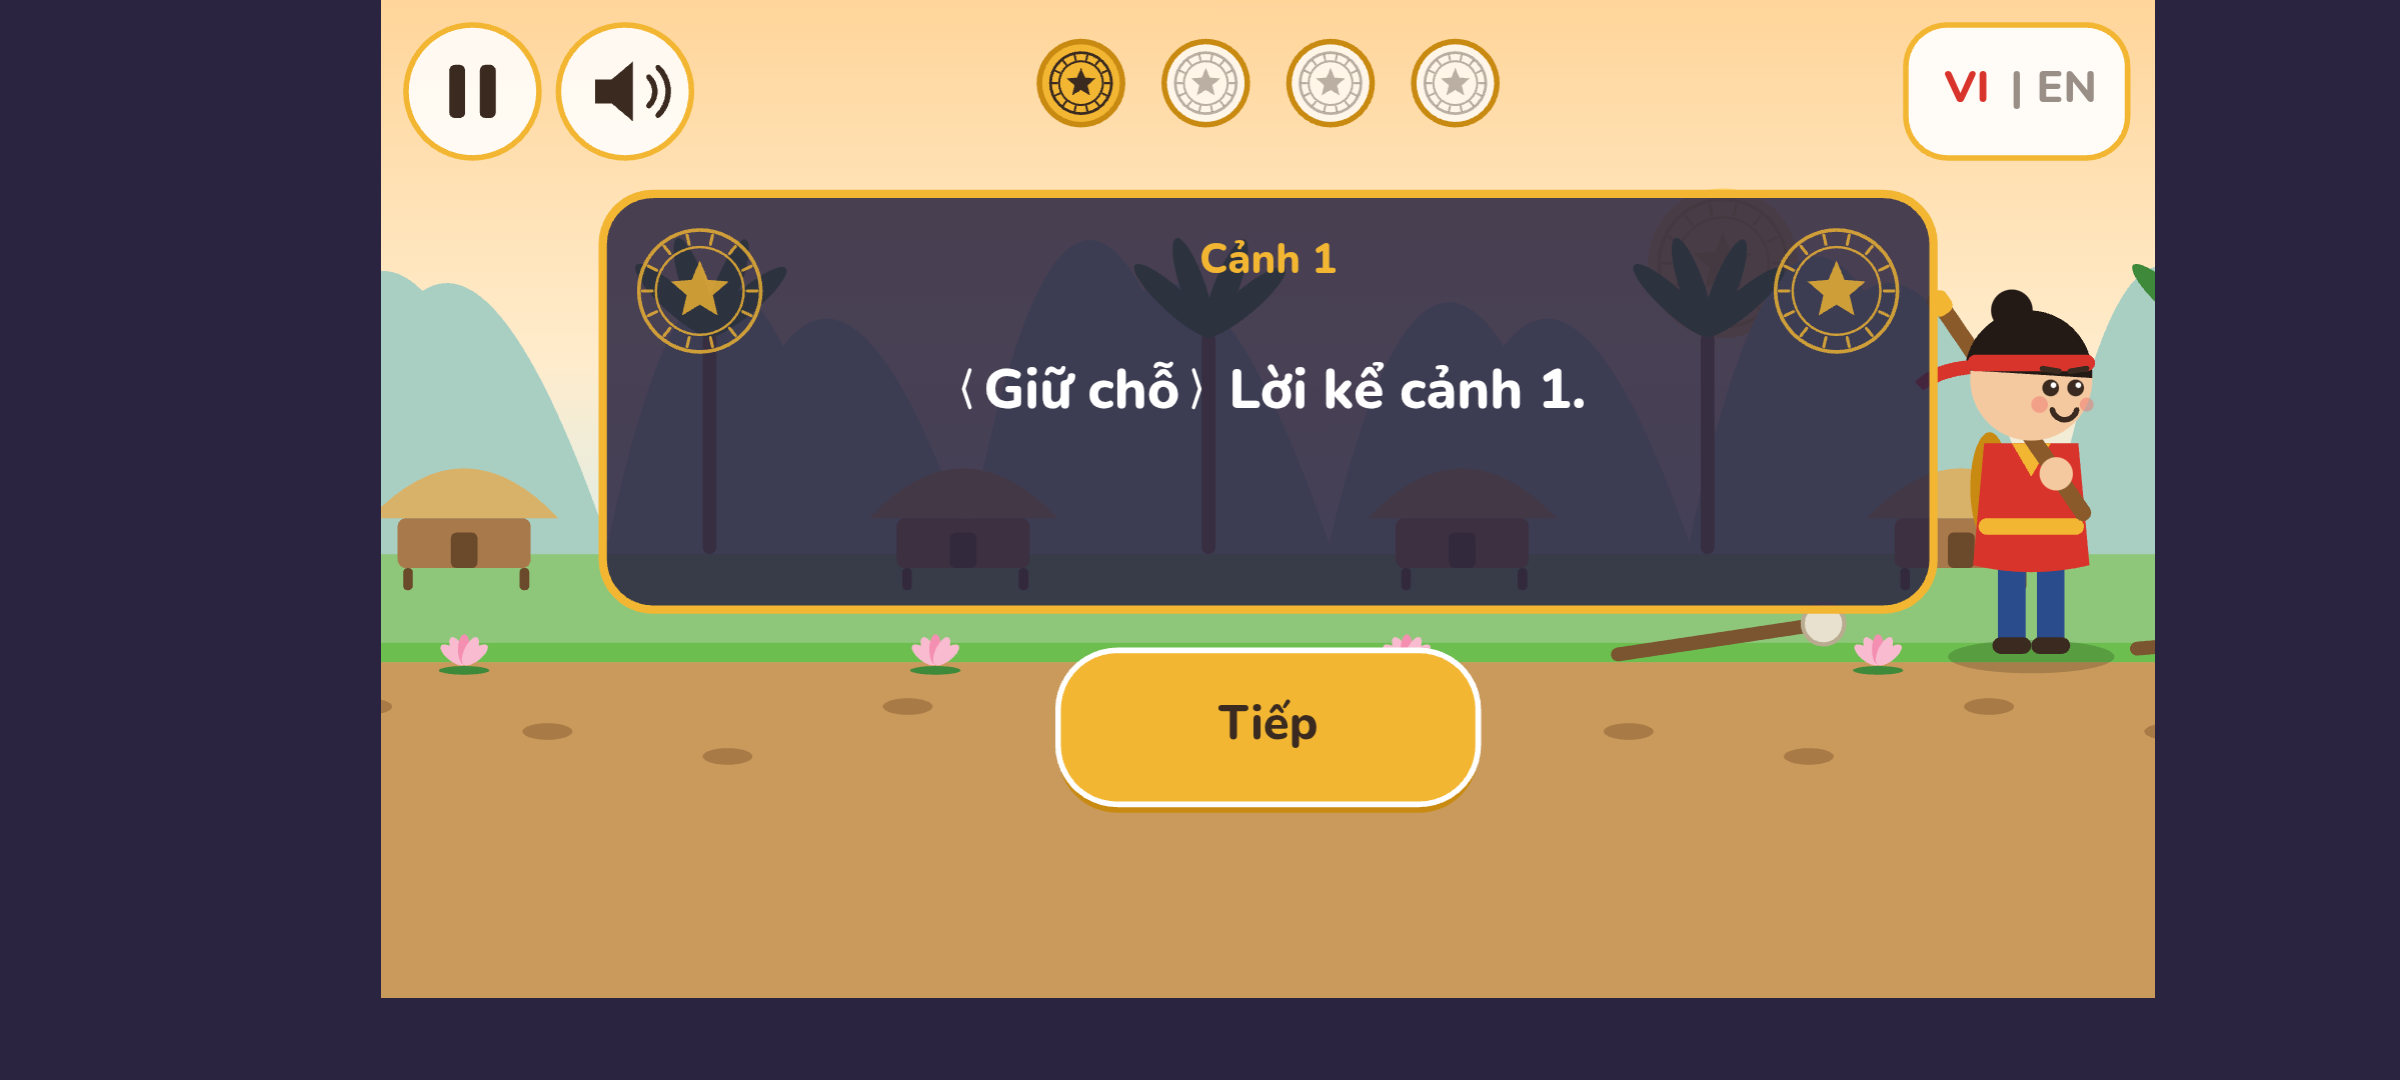 VI | EN
Cảnh 1
⟨Giữ chỗ⟩ Lời kể cảnh 1.
Tiếp